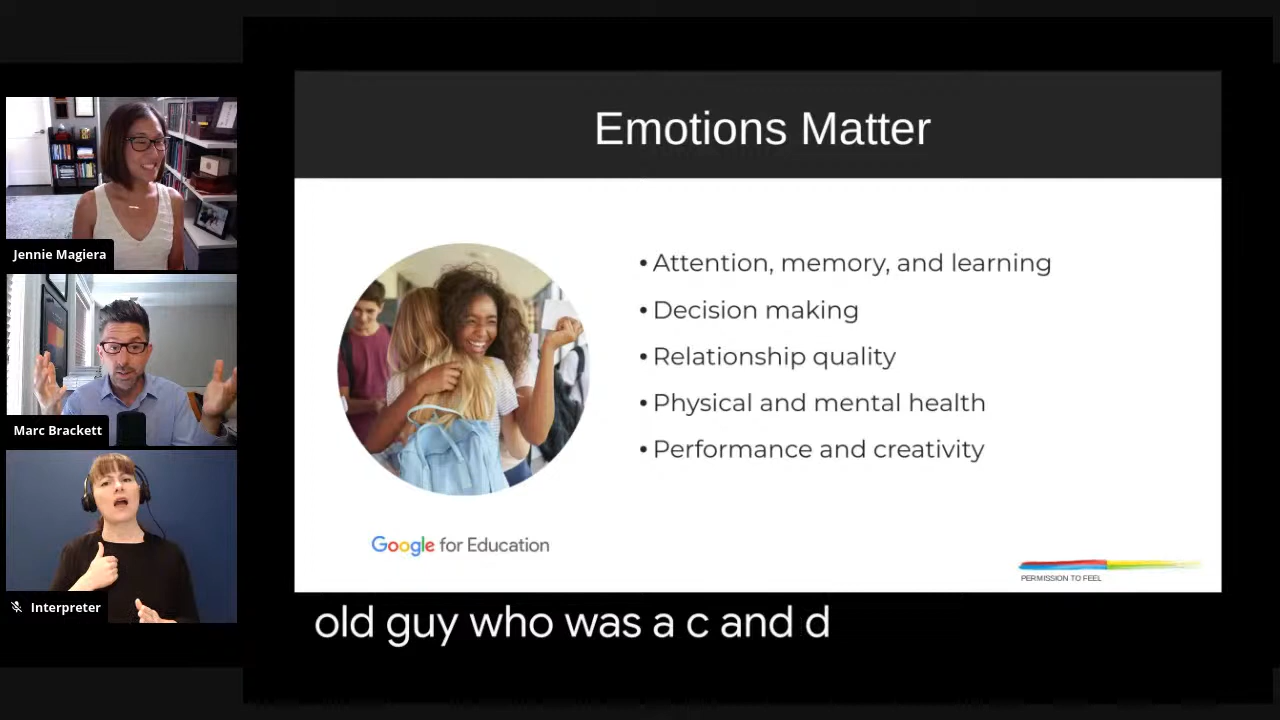 Jennie Magiera
Marc Brackett
Interpreter
Emotions Matter
• Attention, memory, and learning
• Decision making
• Relationship quality
• Physical and mental health
• Performance and creativity
Google for Education
PERMISSION TO FEEL
old guy who was a c and d